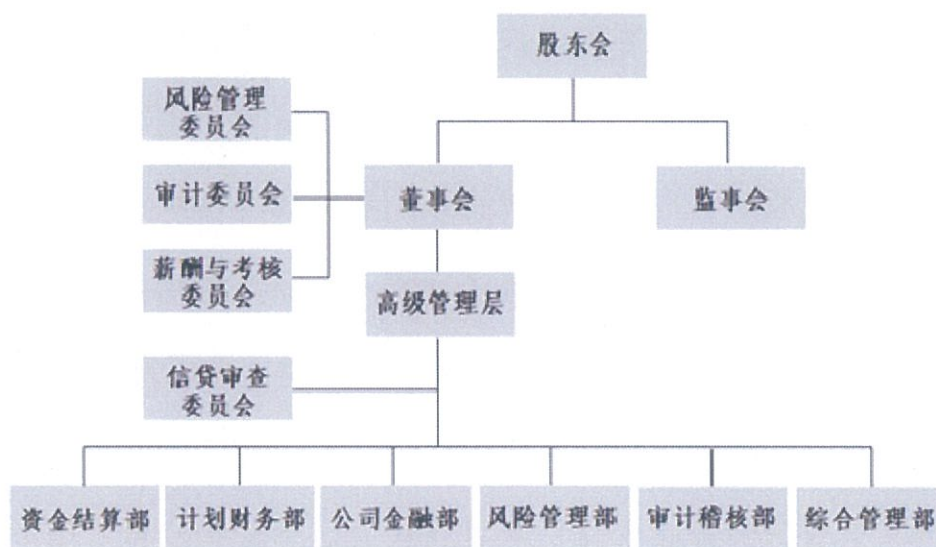 股东会
风险管理
委员会
审计委员会
董事会
监事会
薪酬与考核
委员会
高级管理层
信贷审查
委员会
资金结算部
计划财务部
公司金融部
风险管理部
审计稽核部
综合管理部